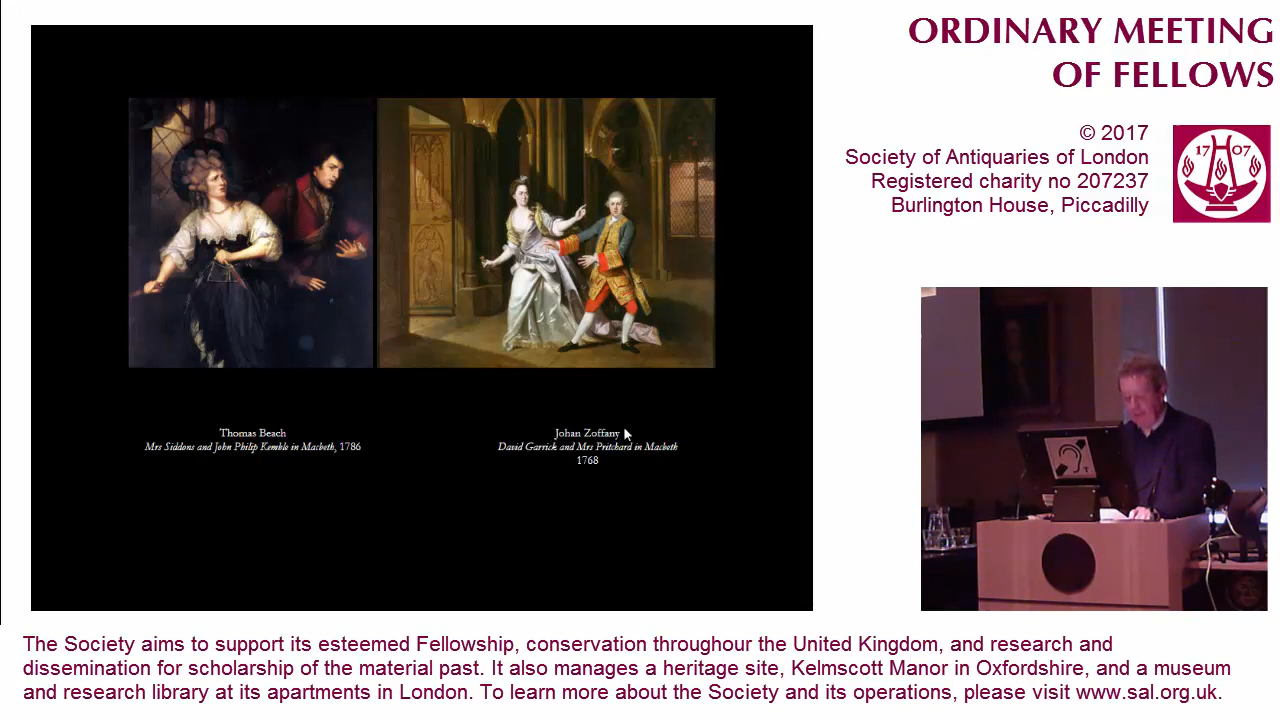 ORDINARY MEETING
OF FELLOWS
© 2017
Society of Antiquaries of London
Registered charity no 207237
Burlington House, Piccadilly
17 07
Thomas Beach
Mrs Siddons and John Philip Kemble in Macbeth, 1786
Johan Zoffany
David Garrick and Mrs Pritchard in Macbeth
1768
T
The Society aims to support its esteemed Fellowship, conservation throughour the United Kingdom, and research and
dissemination for scholarship of the material past. It also manages a heritage site, Kelmscott Manor in Oxfordshire, and a museum
and research library at its apartments in London. To learn more about the Society and its operations, please visit www.sal.org.uk.